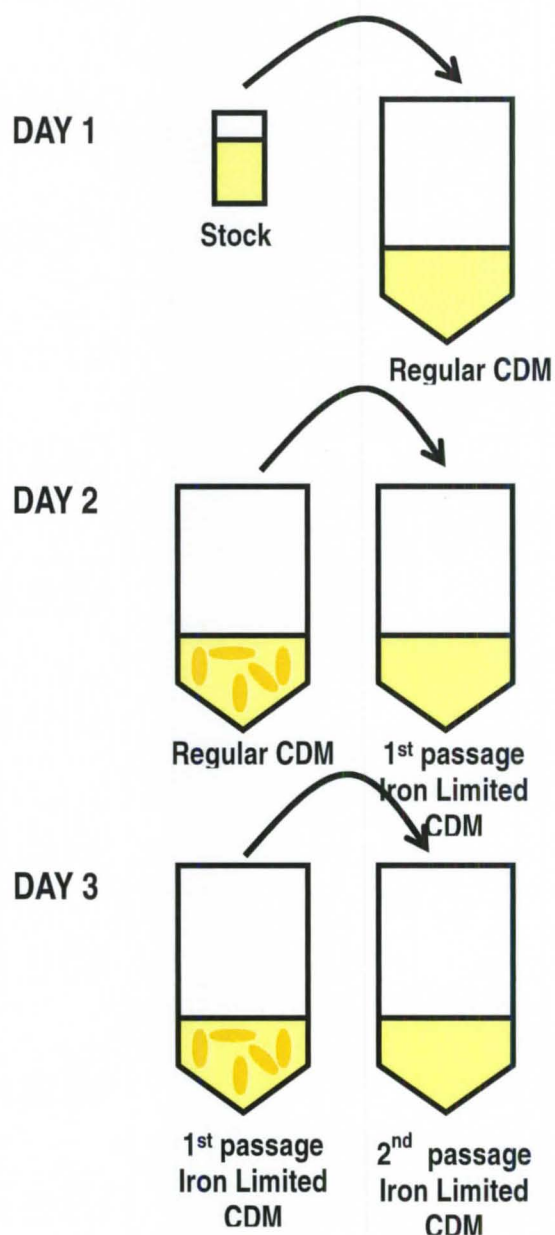 DAY 1
Stock
Regular CDM
DAY 2
Regular CDM
1st passage
Iron Limited
CDM
DAY 3
1st passage
Iron Limited
CDM
2nd passage
Iron Limited
CDM